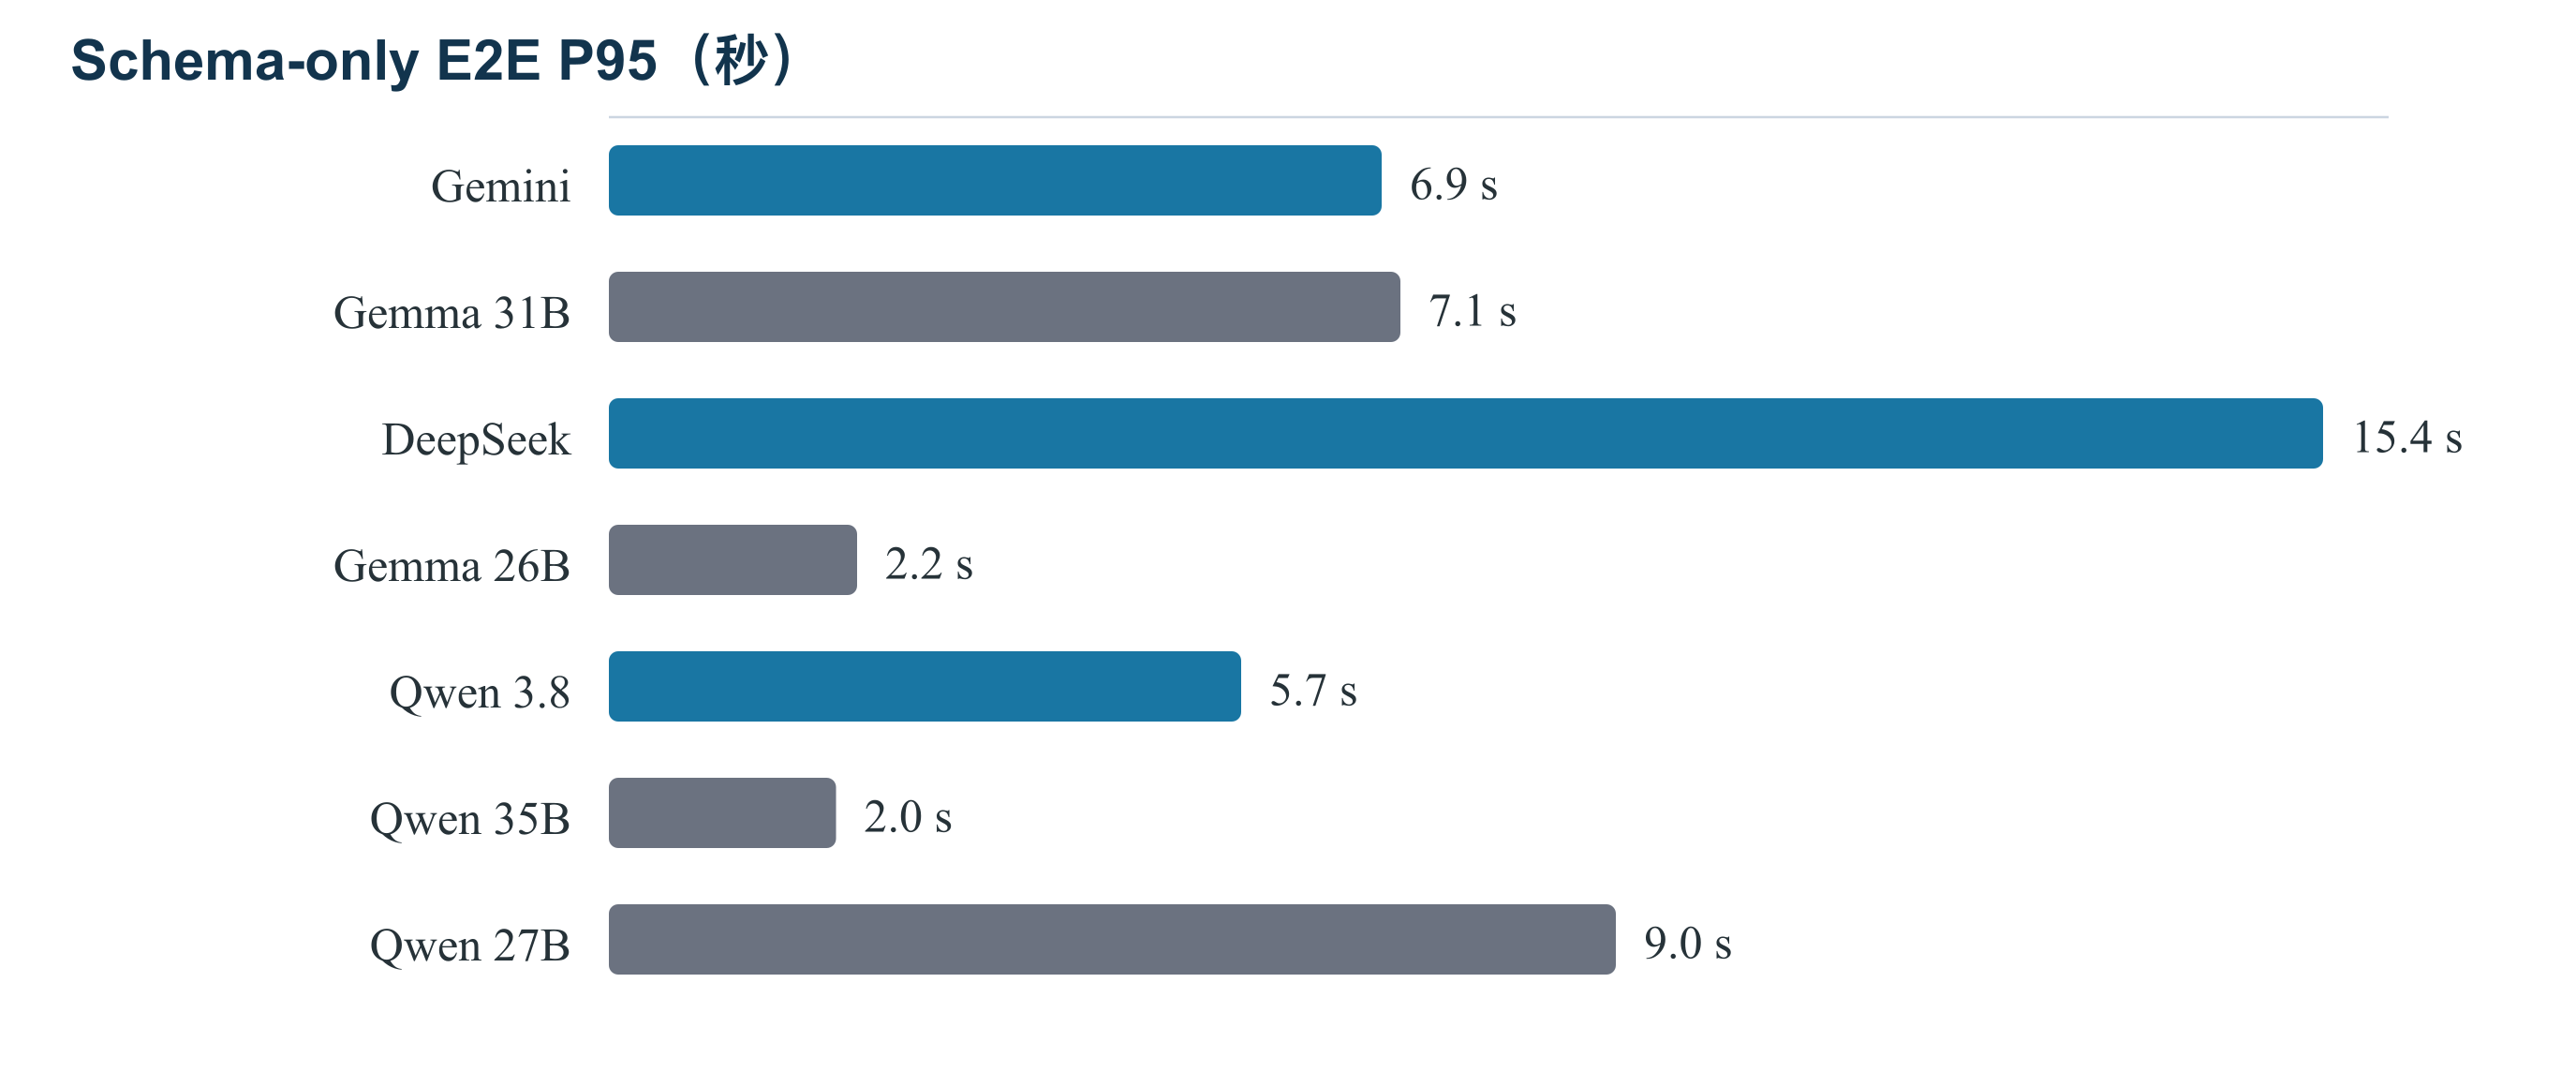 Schema-only E2E P95（秒）
Gemini 6.9 s
Gemma 31B 7.1 s
DeepSeek 15.4 s
Gemma 26B 2.2 s
Qwen 3.8 5.7 s
Qwen 35B 2.0 s
Qwen 27B 9.0 s